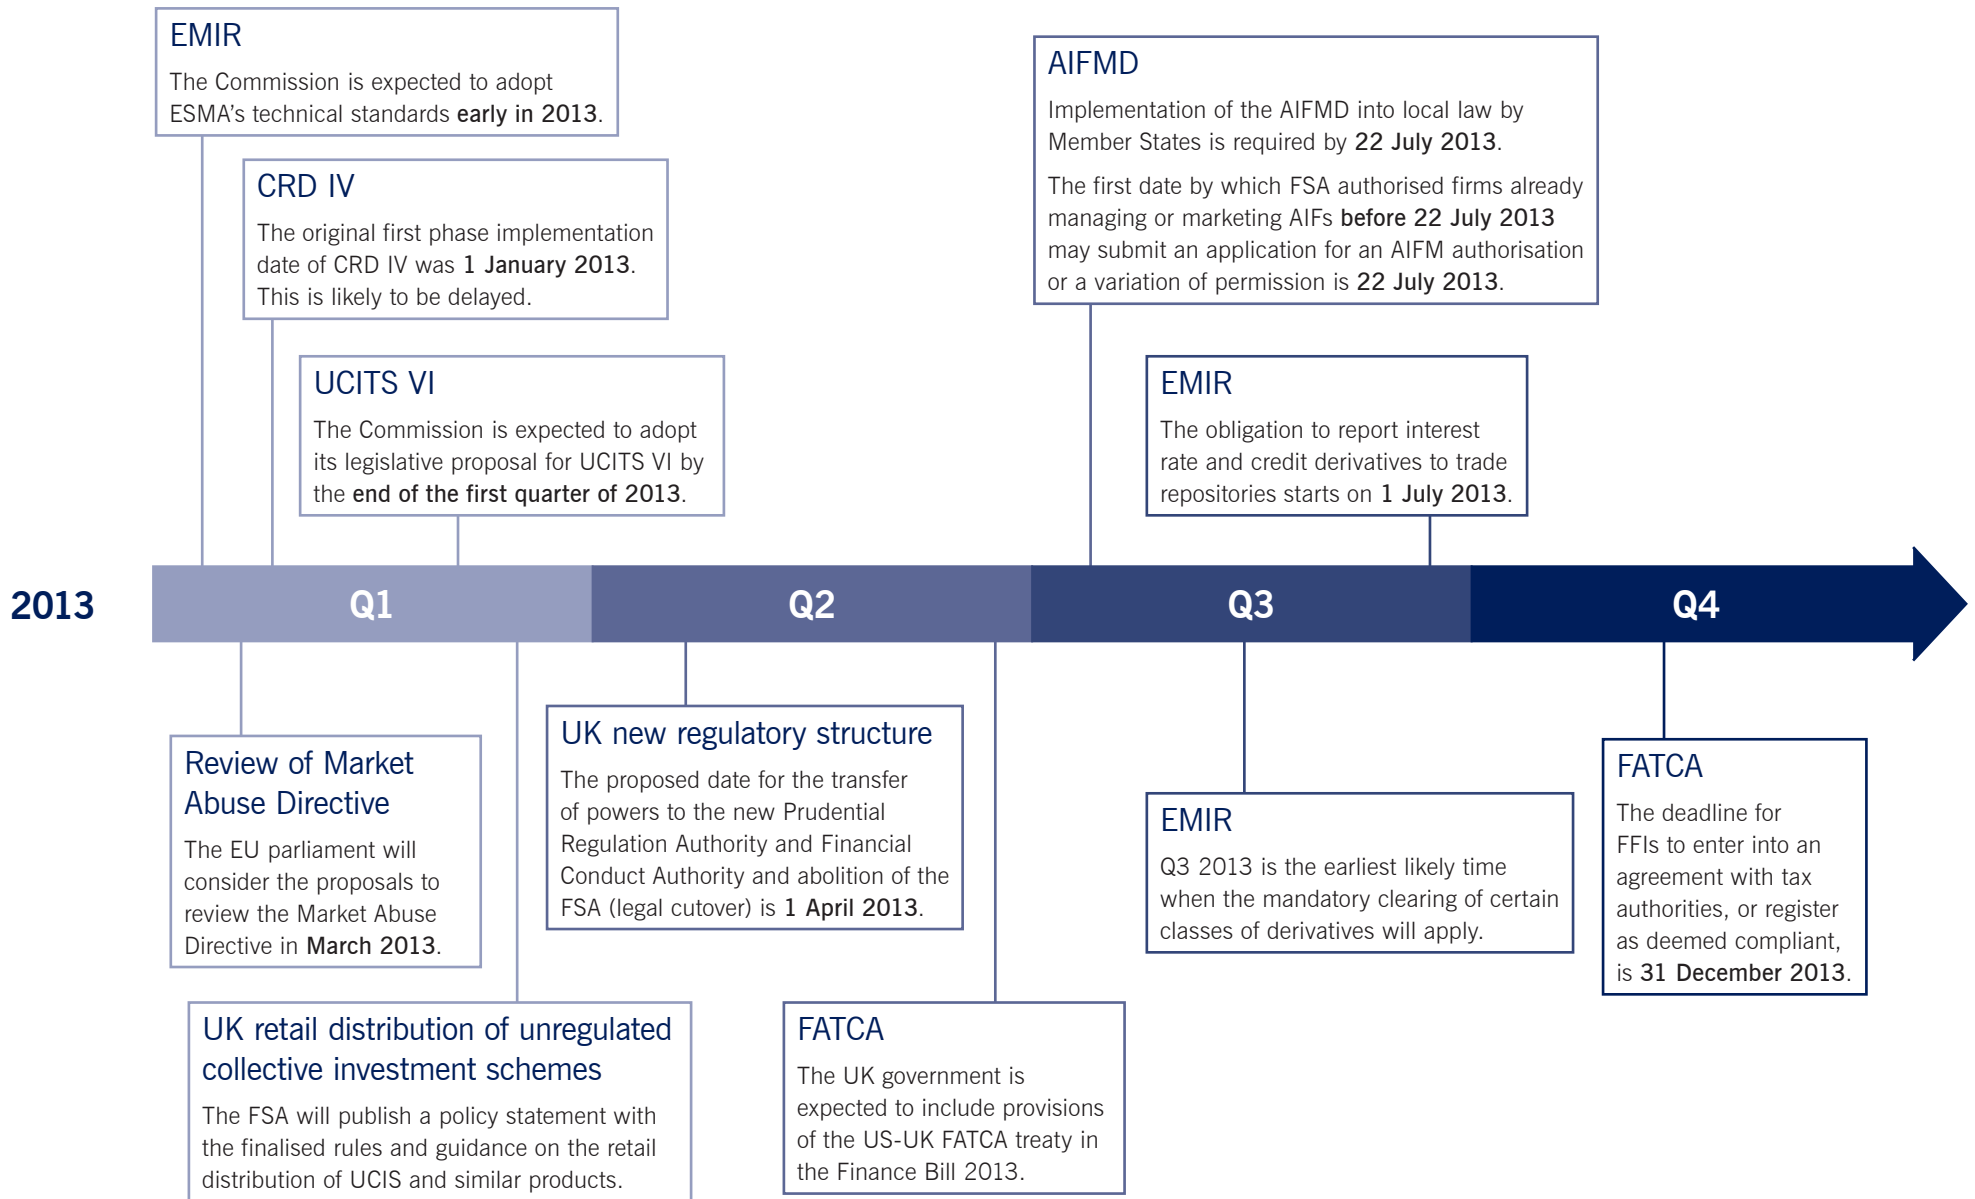 EMIR
The Commission is expected to adopt
ESMA's technical standards early in 2013.
CRD IV
The original first phase implementation
date of CRD IV was 1 January 2013.
This is likely to be delayed.
UCITS VI
The Commission is expected to adopt
its legislative proposal for UCITS VI by
the end of the first quarter of 2013.
AIFMD
Implementation of the AIFMD into local law by
Member States is required by 22 July 2013.
The first date by which FSA authorised firms already
managing or marketing AIFs before 22 July 2013
may submit an application for an AIFM authorisation
or a variation of permission is 22 July 2013.
EMIR
The obligation to report interest
rate and credit derivatives to trade
repositories starts on 1 July 2013.
2013
Q1
Q2
Q3
Q4
Review of Market
Abuse Directive
The EU parliament will
consider the proposals to
review the Market Abuse
Directive in March 2013.
UK retail distribution of unregulated
collective investment schemes
The FSA will publish a policy statement with
the finalised rules and guidance on the retail
distribution of UCIS and similar products.
UK new regulatory structure
The proposed date for the transfer
of powers to the new Prudential
Regulation Authority and Financial
Conduct Authority and abolition of the
FSA (legal cutover) is 1 April 2013.
FATCA
The UK government is
expected to include provisions
of the US-UK FATCA treaty in
the Finance Bill 2013.
EMIR
Q3 2013 is the earliest likely time
when the mandatory clearing of certain
classes of derivatives will apply.
FATCA
The deadline for
FFIs to enter into an
agreement with tax
authorities, or register
as deemed compliant,
is 31 December 2013.